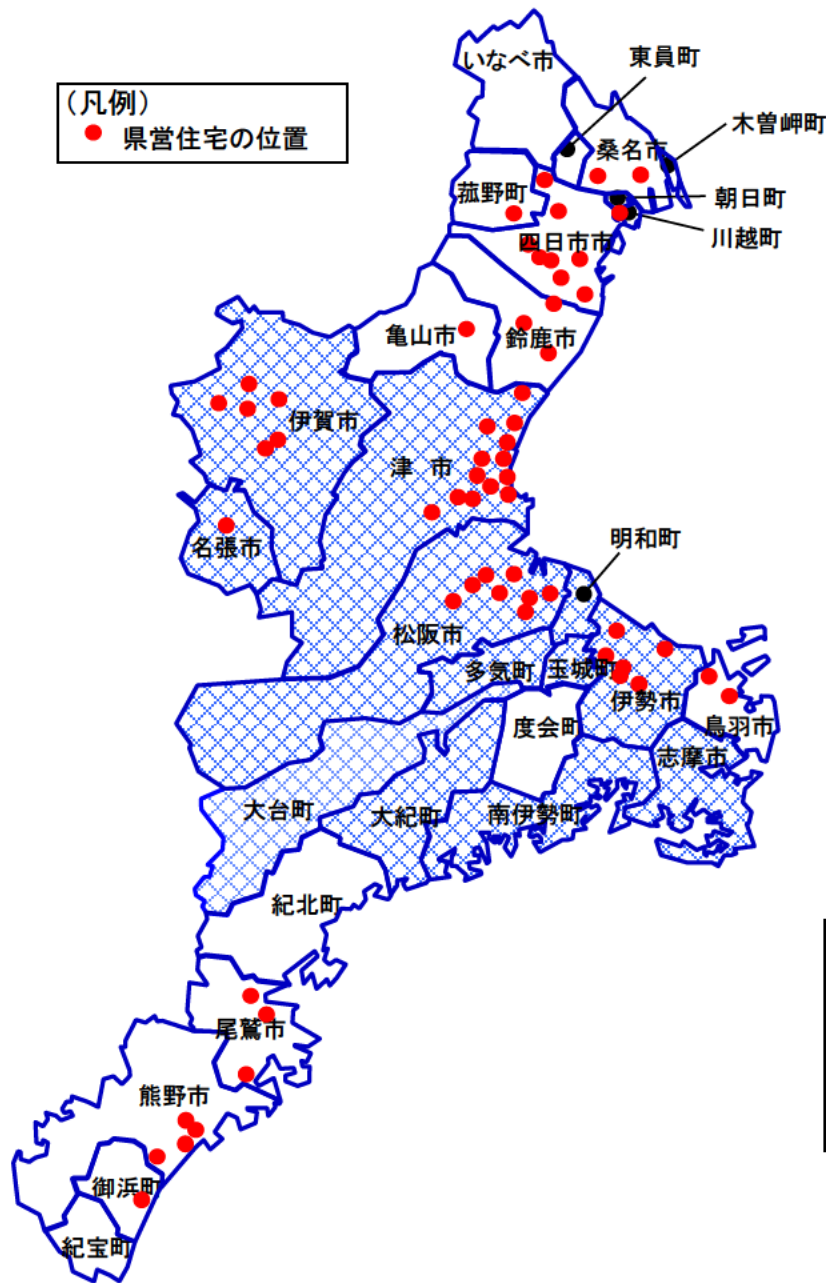 (凡例)
県営住宅の位置
いなべ市
東員町
木曽岬町
桑名市
菰野町
朝日町
川越町
四日市市
亀山市
鈴鹿市
伊賀市
津 市
名張市
明和町
松阪市
多気町
玉城町
伊勢市
鳥羽市
度会町
志摩市
大台町
大紀町
南伊勢町
紀北町
尾鷲市
熊野市
御浜町
紀宝町